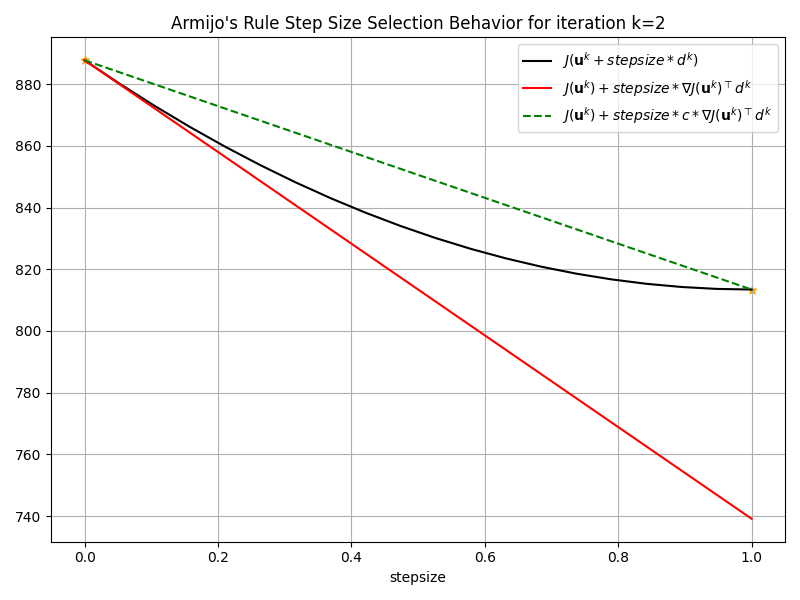 Armijo's Rule Step Size Selection Behavior for iteration k=2
J(𝐮ᵏ + stepsize * dᵏ)
J(𝐮ᵏ) + stepsize * ∇J(𝐮ᵏ)ᵀdᵏ
J(𝐮ᵏ) + stepsize * c * ∇J(𝐮ᵏ)ᵀdᵏ
880
860
840
820
800
780
760
740
0.0 0.2 0.4 0.6 0.8 1.0
stepsize